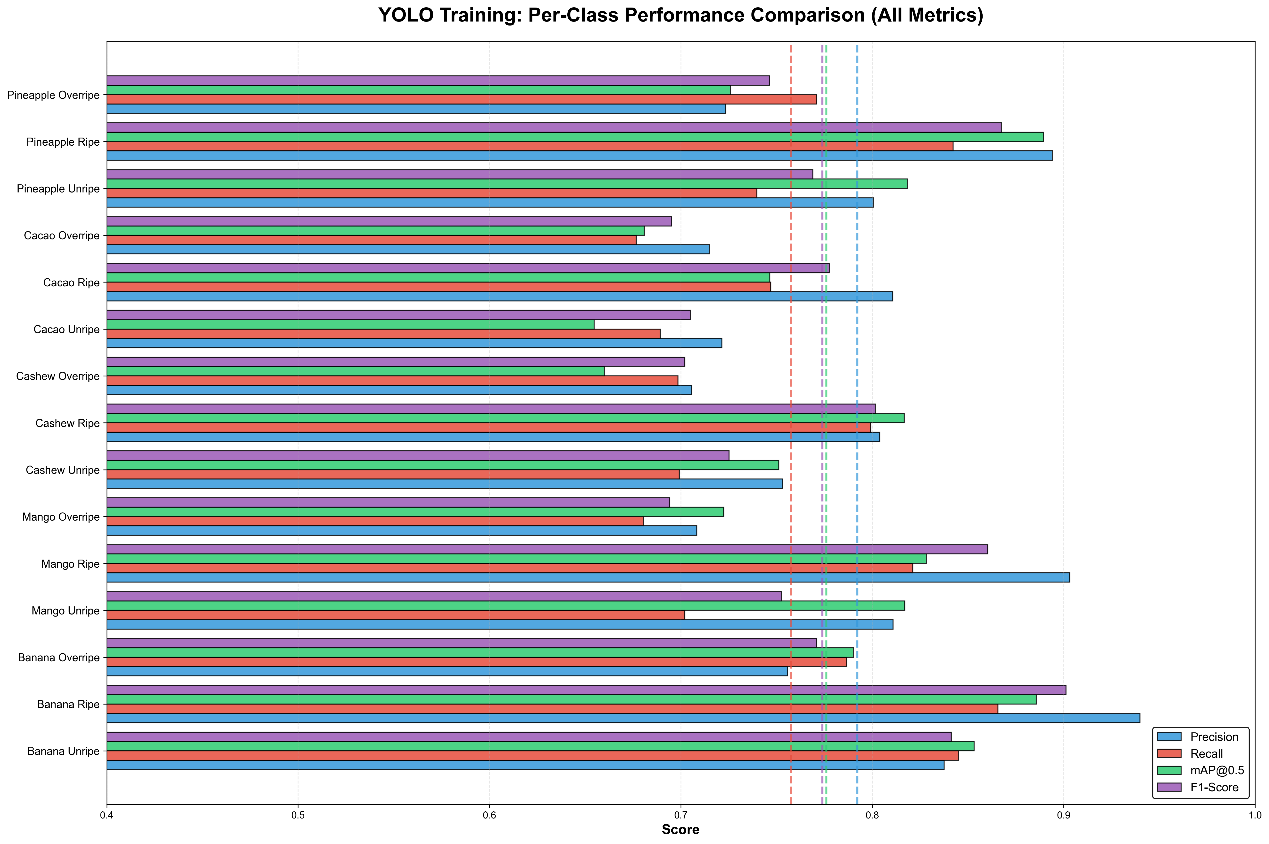 YOLO Training: Per-Class Performance Comparison (All Metrics)
Pineapple Overripe
Pineapple Ripe
Pineapple Unripe
Cacao Overripe
Cacao Ripe
Cacao Unripe
Cashew Overripe
Cashew Ripe
Cashew Unripe
Mango Overripe
Mango Ripe
Mango Unripe
Banana Overripe
Banana Ripe
Banana Unripe
Precision
Recall
mAP@0.5
F1-Score
0.4 0.5 0.6 0.7 0.8 0.9 1.0
Score